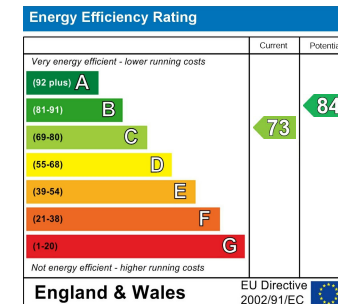 Energy Efficiency Rating
Current Potentia
Very energy efficient - lower running costs
(92 plus) A
(81-91) B
84
(69-80) C
73
(55-68) D
(39-54) E
(21-38) F
(1-20) G
Not energy efficient - higher running costs
England & Wales
EU Directive
2002/91/EC